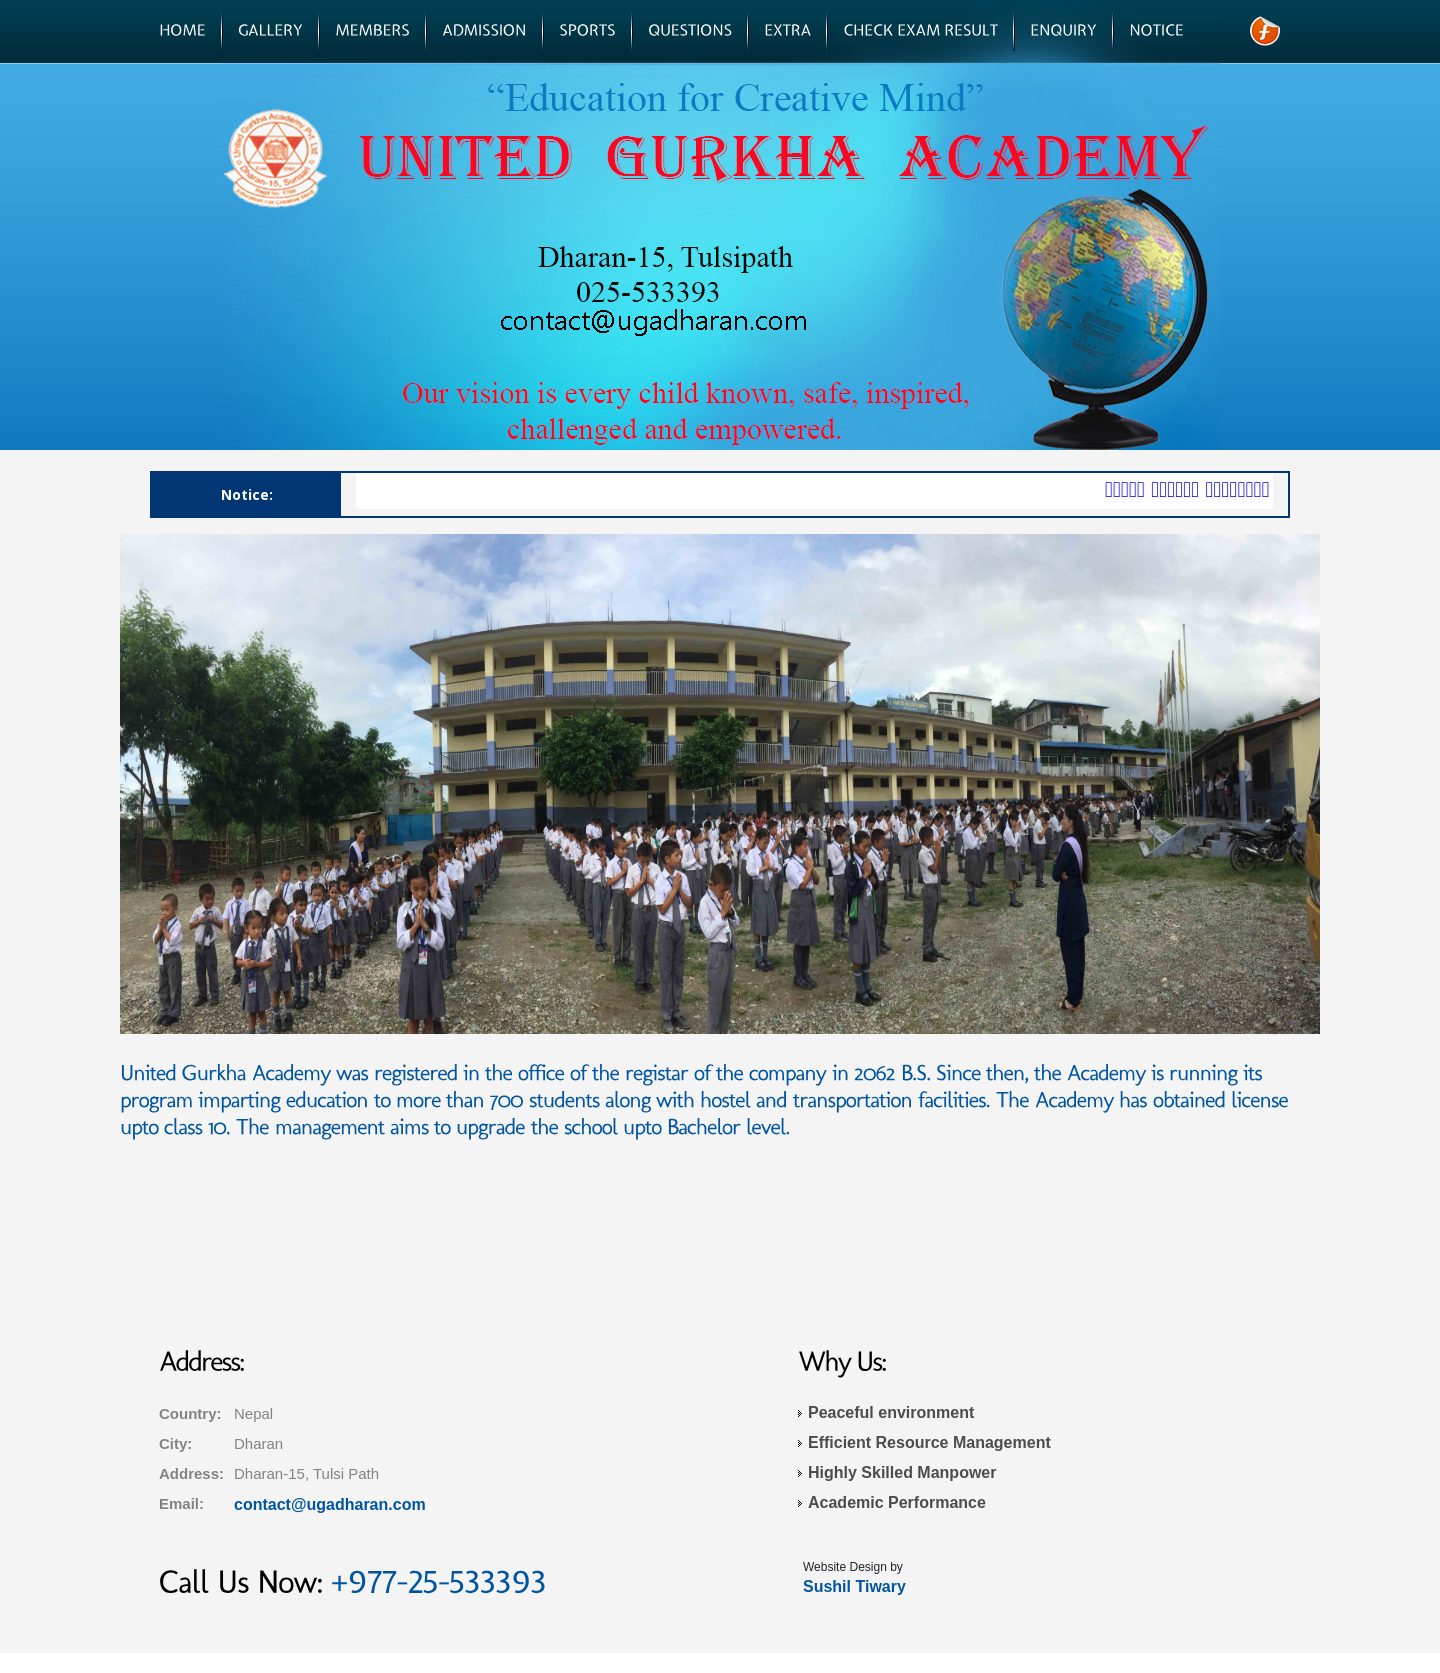 HOME
GALLERY
MEMBERS
ADMISSION
SPORTS
QUESTIONS
EXTRA
CHECK EXAM RESULT
ENQUIRY
NOTICE
“Education for Creative Mind”
UNITED GURKHA ACADEMY
United Gurkha Academy Pvt. Ltd
Dharan-15, Sunsari
Education For Creative Mind
Dharan-15, Tulsipath
025-533393
contact@ugadharan.com
Our vision is every child known, safe, inspired,
challenged and empowered.
Notice:
United Gurkha Academy was registered in the office of the registar of the company in 2062 B.S. Since then, the Academy is running its
program imparting education to more than 700 students along with hostel and transportation facilities. The Academy has obtained license
upto class 10. The management aims to upgrade the school upto Bachelor level.
Address:
Country: Nepal
City: Dharan
Address: Dharan-15, Tulsi Path
Email: contact@ugadharan.com
Call Us Now: +977-25-533393
Why Us:
Peaceful environment
Efficient Resource Management
Highly Skilled Manpower
Academic Performance
Website Design by
Sushil Tiwary